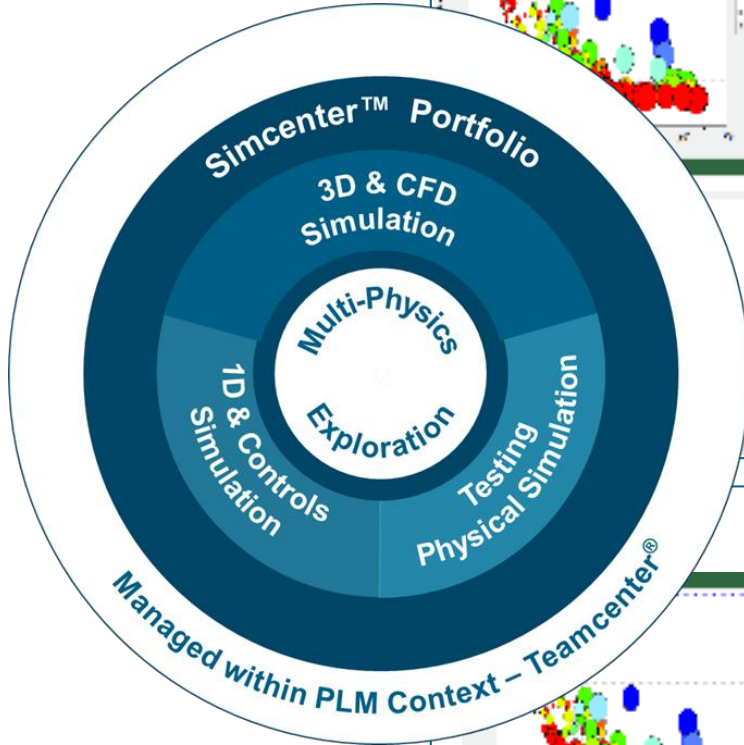 Simcenter™ Portfolio
3D & CFD
Simulation
Multi-Physics
Exploration
1D & Controls
Simulation
Testing
Physical Simulation
Managed within PLM Context – Teamcenter®